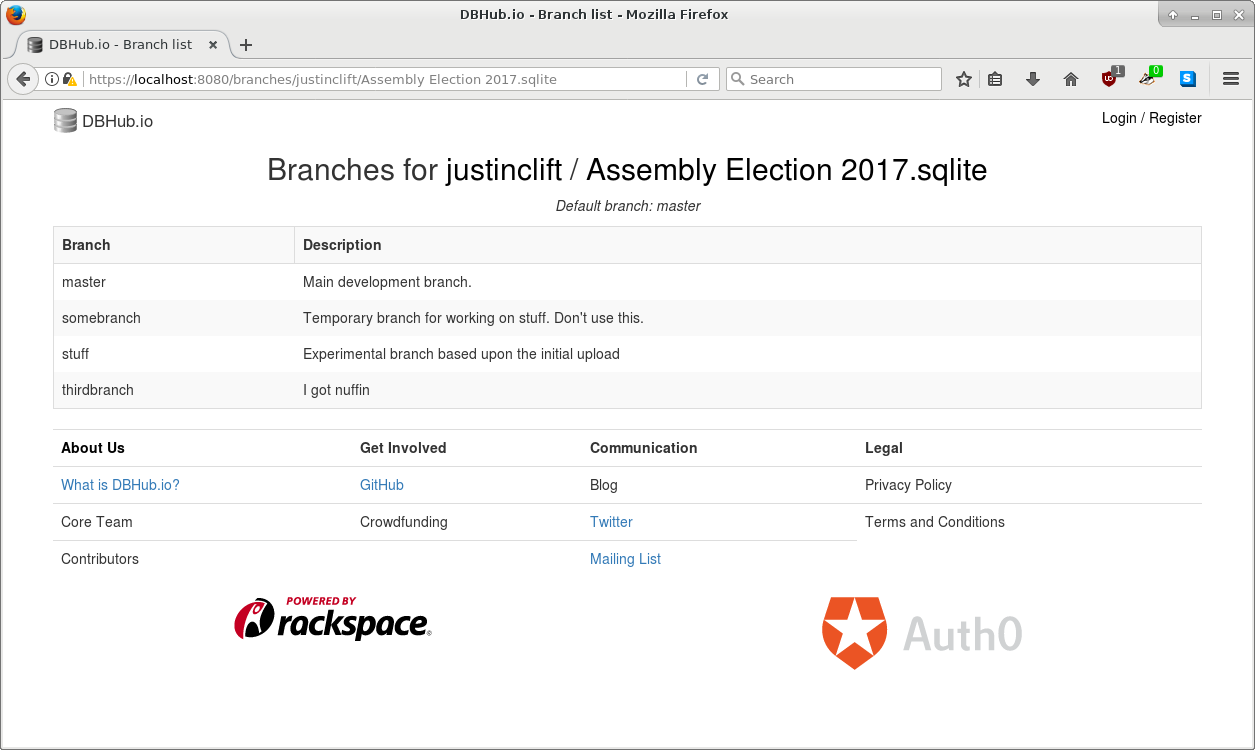 DBHub.io - Branch list - Mozilla Firefox
DBHub.io - Branch list
https://localhost:8080/branches/justinclift/Assembly Election 2017.sqlite
Search
1
0
S
DBHub.io
Login / Register
Branches for justinclift / Assembly Election 2017.sqlite
Default branch: master
Branch Description
master Main development branch.
somebranch Temporary branch for working on stuff. Don't use this.
stuff Experimental branch based upon the initial upload
thirdbranch I got nuffin
About Us Get Involved Communication Legal
What is DBHub.io? GitHub Blog Privacy Policy
Core Team Crowdfunding Twitter Terms and Conditions
Contributors Mailing List
POWERED BY
rackspace®
Auth0